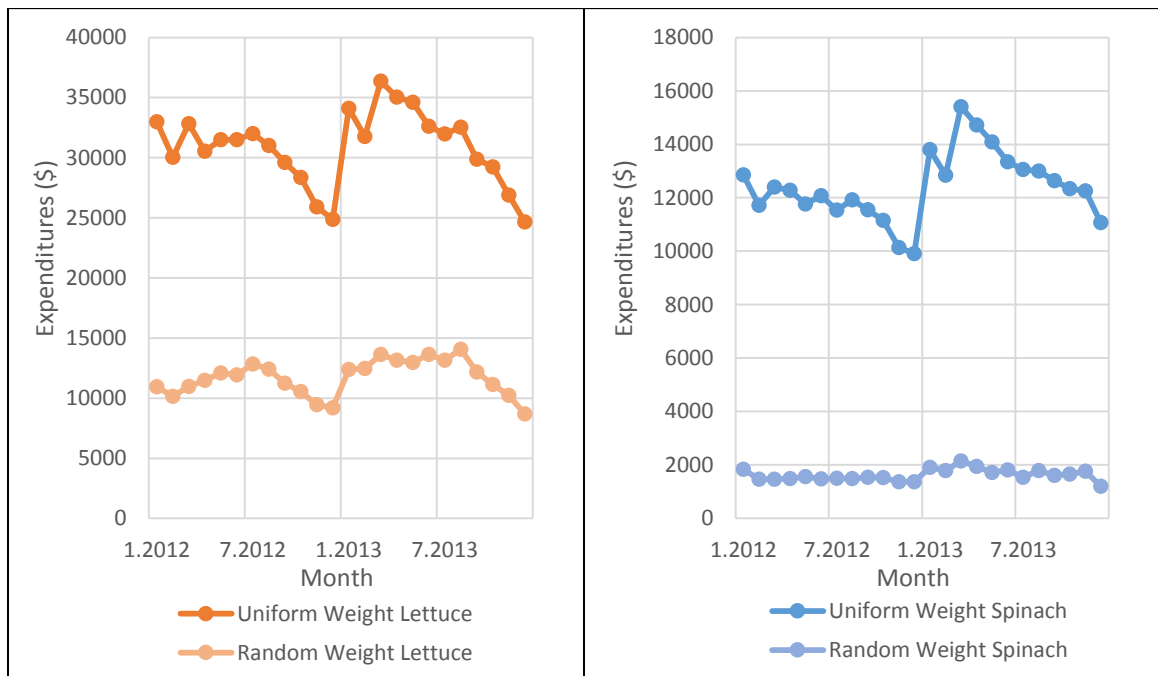 40000
35000
30000
25000
20000
15000
10000
5000
0
Expenditures ($)
1.2012 7.2012 1.2013 7.2013
Month
Uniform Weight Lettuce
Random Weight Lettuce
18000
16000
14000
12000
10000
8000
6000
4000
2000
0
Expenditures ($)
1.2012 7.2012 1.2013 7.2013
Month
Uniform Weight Spinach
Random Weight Spinach